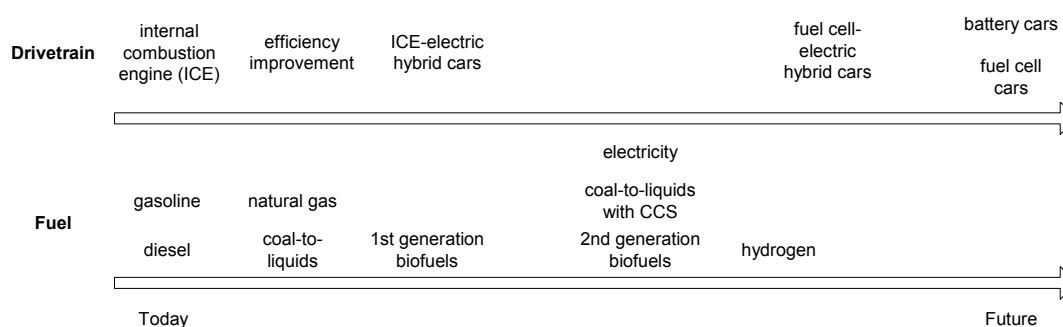 Drivetrain
internal
combustion
engine (ICE)
efficiency
improvement
ICE-electric
hybrid cars
fuel cell-
electric
hybrid cars
battery cars
fuel cell
cars
Fuel
electricity
gasoline
natural gas
coal-to-liquids
with CCS
diesel
coal-to-
liquids
1st generation
biofuels
2nd generation
biofuels
hydrogen
Today
Future